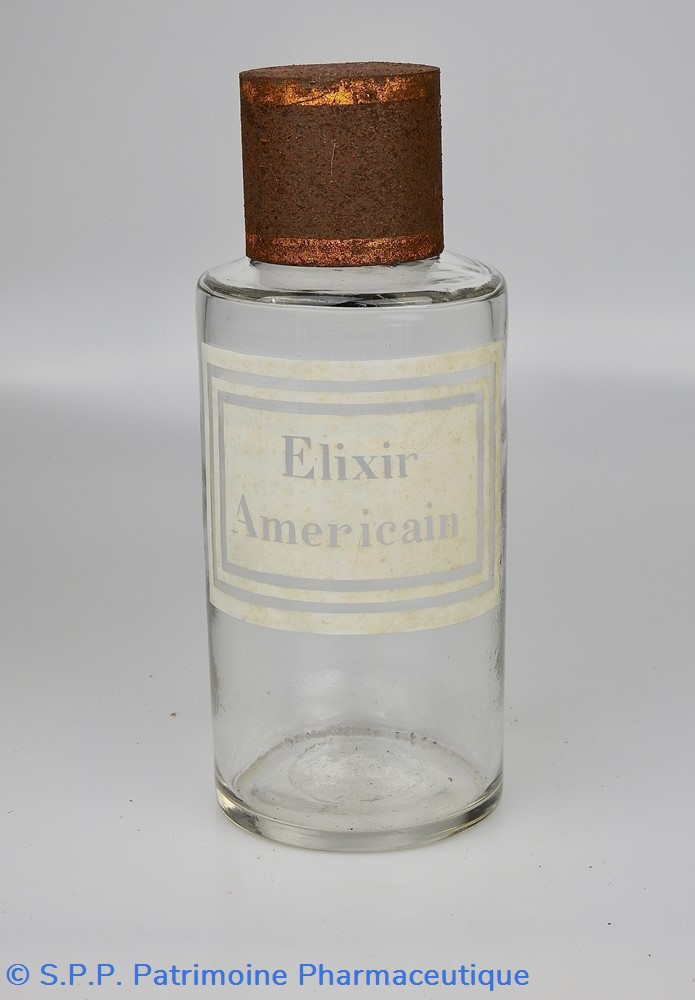 Elixir
Americain
© S.P.P. Patrimoine Pharmaceutique